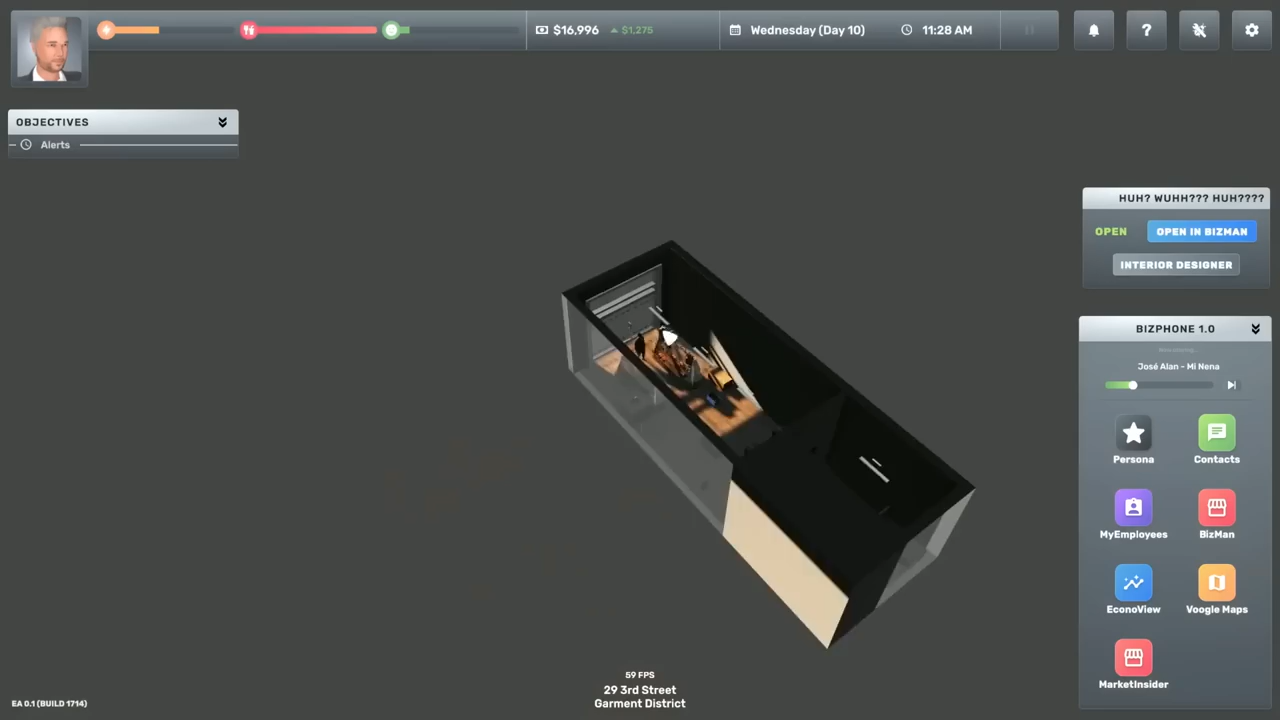 $16,996
$1,275
Wednesday (Day 10)
11:28 AM
OBJECTIVES
Alerts
HUH? WUHH??? HUH????
OPEN
OPEN IN BIZMAN
INTERIOR DESIGNER
BIZPHONE 1.0
José Alan - Mi Nena
Persona
Contacts
MyEmployees
BizMan
EconoView
Voogle Maps
MarketInsider
59 FPS
29 3rd Street
Garment District
EA 0.1 (BUILD 1714)